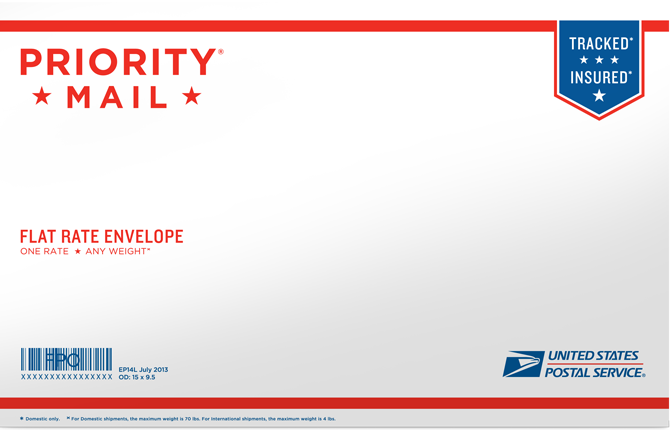 PRIORITY®
★ MAIL ★
TRACKED*
★ ★ ★
INSURED*
★
FLAT RATE ENVELOPE
ONE RATE ★ ANY WEIGHT*
EPC
XXXXXXXXXXXXXXXX
EP14L July 2013
OD: 15 x 9.5
UNITED STATES
POSTAL SERVICE®
* Domestic only. ** For Domestic shipments, the maximum weight is 70 lbs. For International shipments, the maximum weight is 4 lbs.